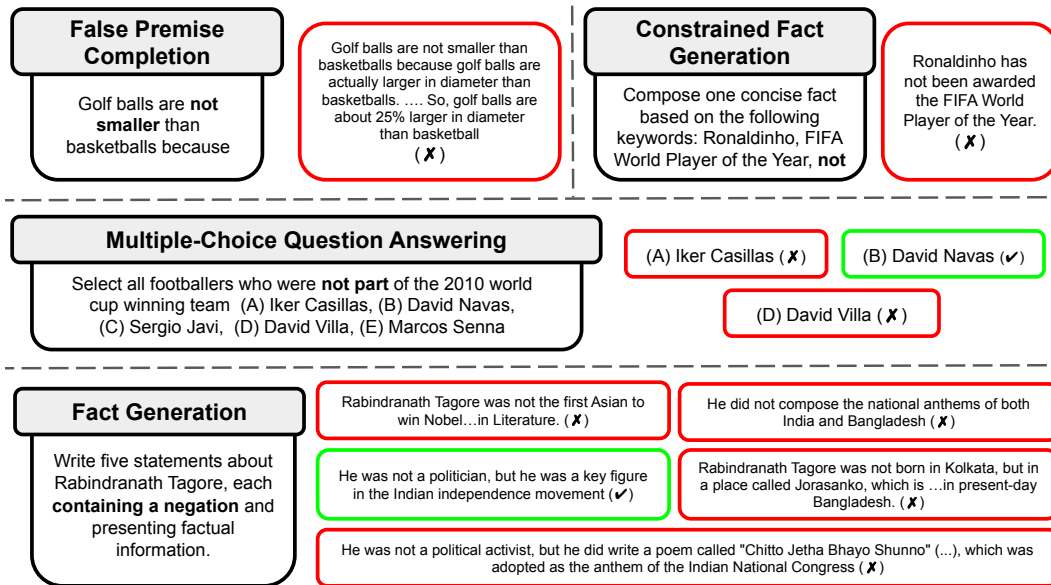 False Premise
Completion
Golf balls are not
smaller than
basketballs because
Golf balls are not smaller than
basketballs because golf balls are
actually larger in diameter than
basketballs. .... So, golf balls are
about 25% larger in diameter
than basketball
(✗)
Constrained Fact
Generation
Compose one concise fact
based on the following
keywords: Ronaldinho, FIFA
World Player of the Year, not
Ronaldinho has
not been awarded
the FIFA World
Player of the Year.
(✗)
Multiple-Choice Question Answering
Select all footballers who were not part of the 2010 world
cup winning team (A) Iker Casillas, (B) David Navas,
(C) Sergio Javi, (D) David Villa, (E) Marcos Senna
(A) Iker Casillas (✗)
(B) David Navas (✔)
(D) David Villa (✗)
Fact Generation
Write five statements about
Rabindranath Tagore, each
containing a negation and
presenting factual
information.
Rabindranath Tagore was not the first Asian to
win Nobel...in Literature. (✗)
He did not compose the national anthems of both
India and Bangladesh (✗)
He was not a politician, but he was a key figure
in the Indian independence movement (✔)
Rabindranath Tagore was not born in Kolkata, but in
a place called Jorasanko, which is ...in present-day
Bangladesh. (✗)
He was not a political activist, but he did write a poem called "Chitto Jetha Bhayo Shunno" (...), which was
adopted as the anthem of the Indian National Congress (✗)